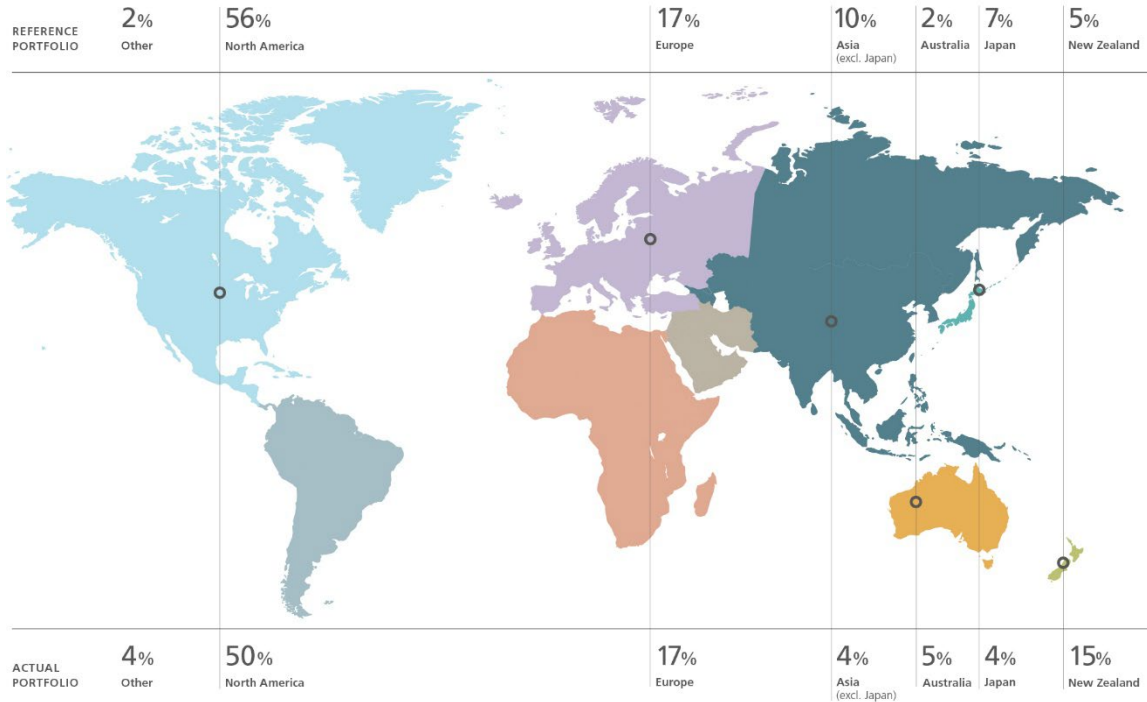 REFERENCE PORTFOLIO
2% Other
56% North America
17% Europe
10% Asia (excl. Japan)
2% Australia
7% Japan
5% New Zealand
ACTUAL PORTFOLIO
4% Other
50% North America
17% Europe
4% Asia (excl. Japan)
5% Australia
4% Japan
15% New Zealand